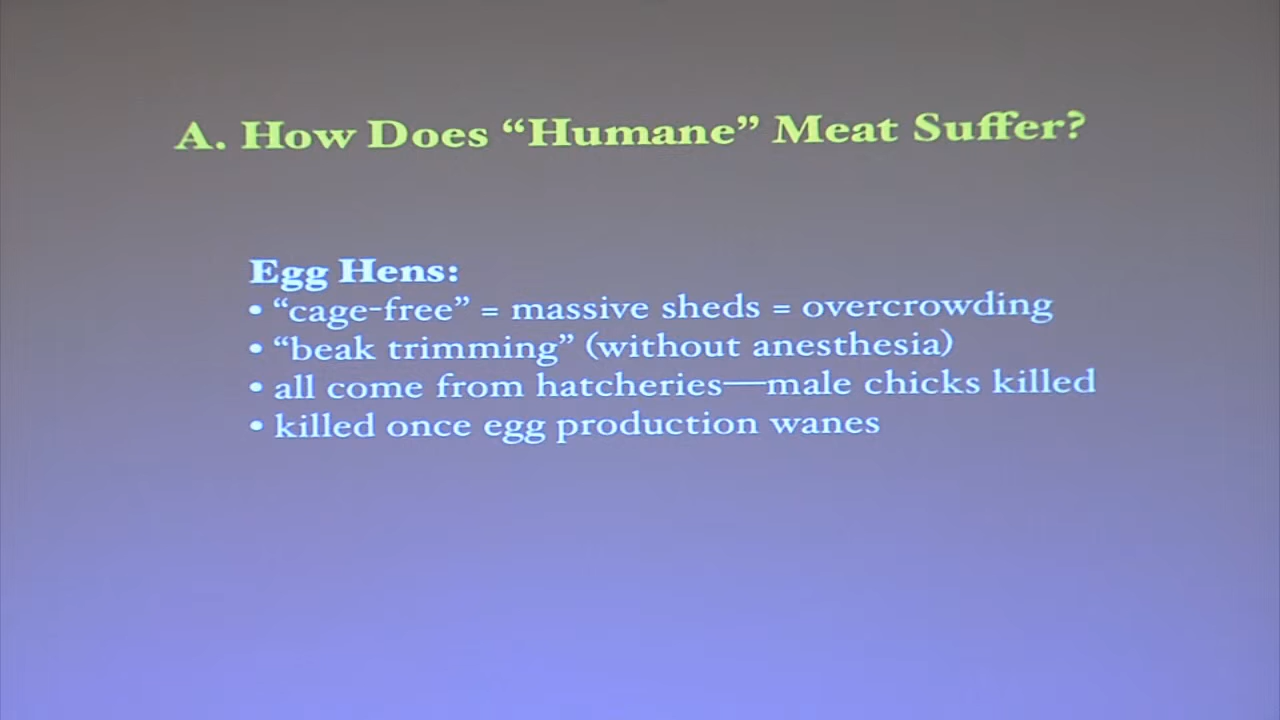 A. How Does “Humane” Meat Suffer?
Egg Hens:
• “cage-free” = massive sheds = overcrowding
• “beak trimming” (without anesthesia)
• all come from hatcheries—male chicks killed
• killed once egg production wanes